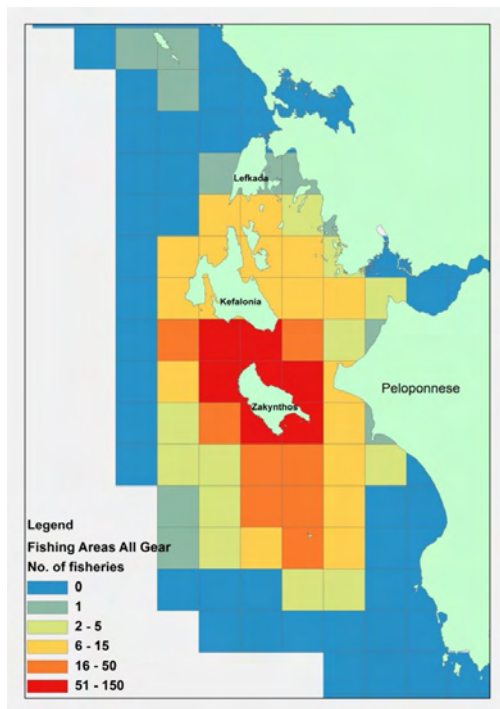 Lefkada
Kefalonia
Peloponnese
Zakynthos
Legend
Fishing Areas All Gear
No. of fisheries
0
1
2 - 5
6 - 15
16 - 50
51 - 150